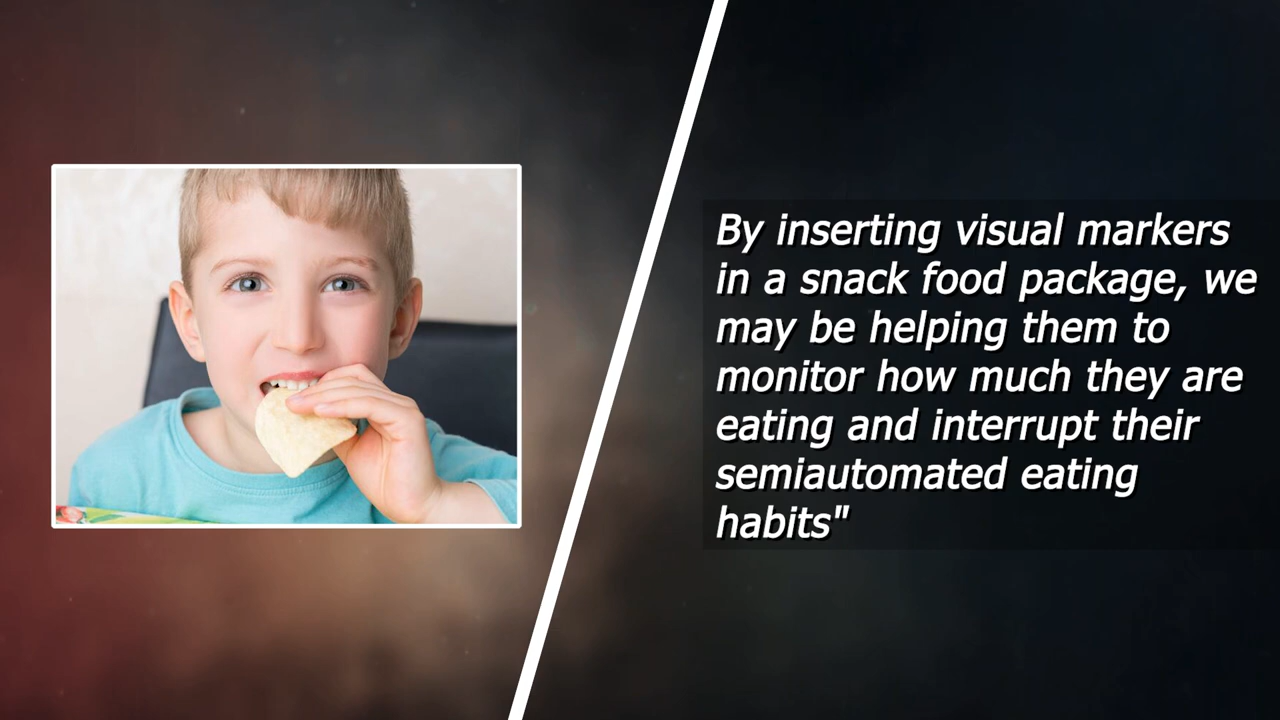 By inserting visual markers
in a snack food package, we
may be helping them to
monitor how much they are
eating and interrupt their
semiautomated eating
habits"